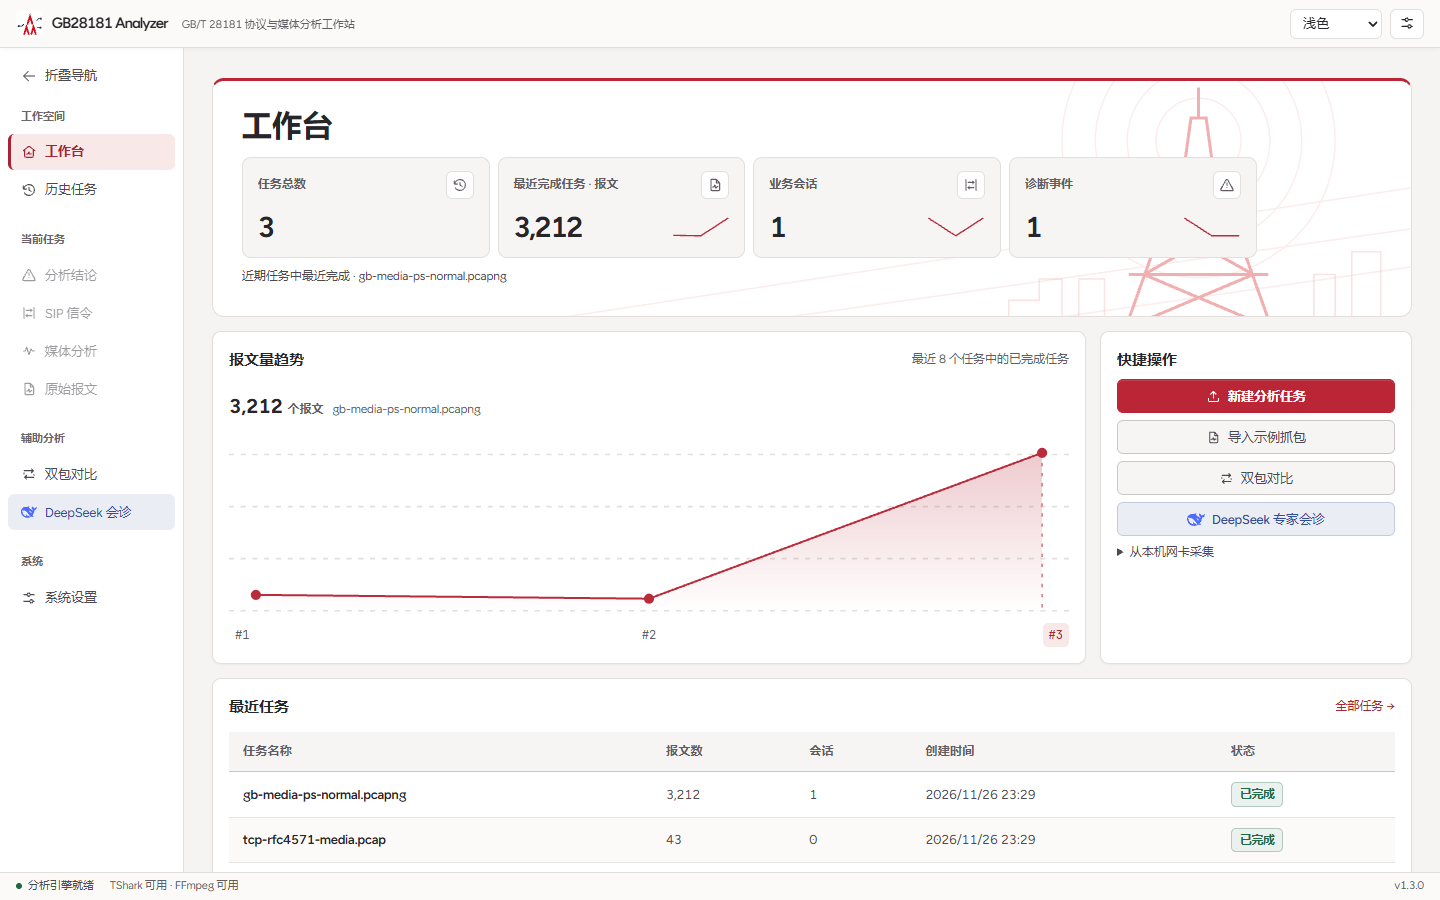 GB28181 Analyzer GB/T 28181 协议与媒体分析工作站 浅色
折叠导航
工作空间
工作台
历史任务
当前任务
分析结论
SIP 信令
媒体分析
原始报文
辅助分析
双包对比
DeepSeek 会诊
系统
系统设置
工作台
任务总数 最近完成任务 · 报文 业务会话 诊断事件
3 3,212 1 1
近期任务中最近完成 · gb-media-ps-normal.pcapng
报文量趋势 最近 8 个任务中的已完成任务
3,212 个报文 gb-media-ps-normal.pcapng
#1 #2 #3
快捷操作
新建分析任务
导入示例抓包
双包对比
DeepSeek 专家会诊
从本机网卡采集
最近任务 全部任务 →
任务名称 报文数 会话 创建时间 状态
gb-media-ps-normal.pcapng 3,212 1 2026/11/26 23:29 已完成
tcp-rfc4571-media.pcap 43 0 2026/11/26 23:29 已完成
分析引擎就绪 TShark 可用 · FFmpeg 可用 v1.3.0